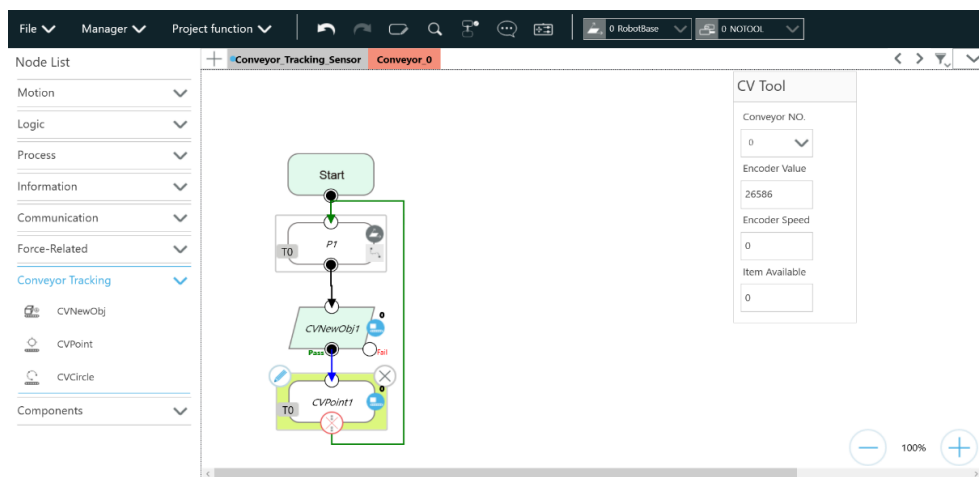 File Manager Project function 0 RobotBase 0 NOTOOL
Node List
Conveyor_Tracking_Sensor Conveyor_0
Motion
Logic
Process
Information
Communication
Force-Related
Conveyor Tracking
CVNewObj
CVPoint
CVCircle
Components
Start
P1
T0
0
CVNewObj1
Pass
Fail
0
CVPoint1
T0
CV Tool
Conveyor NO.
0
Encoder Value
26586
Encoder Speed
0
Item Available
0
100%